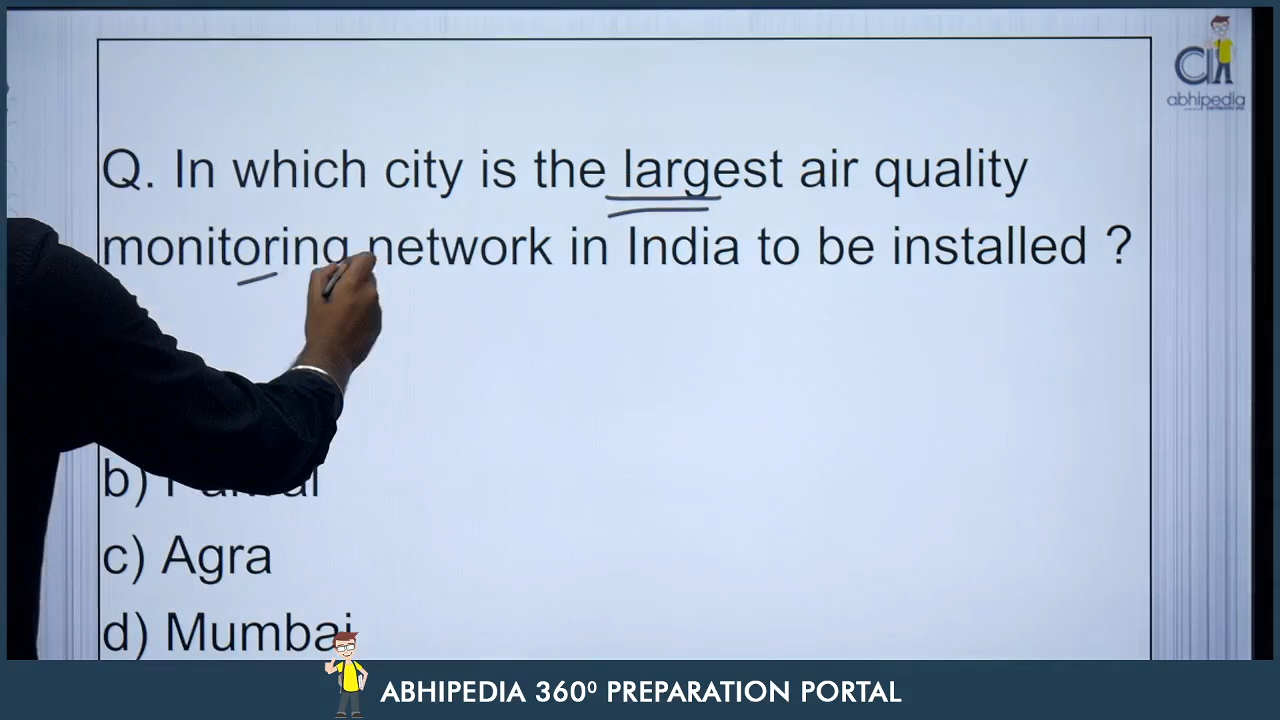 abhipedia
Q. In which city is the largest air quality
monitoring network in India to be installed ?
b)
c) Agra
d) Mumbai
ABHIPEDIA 360⁰ PREPARATION PORTAL